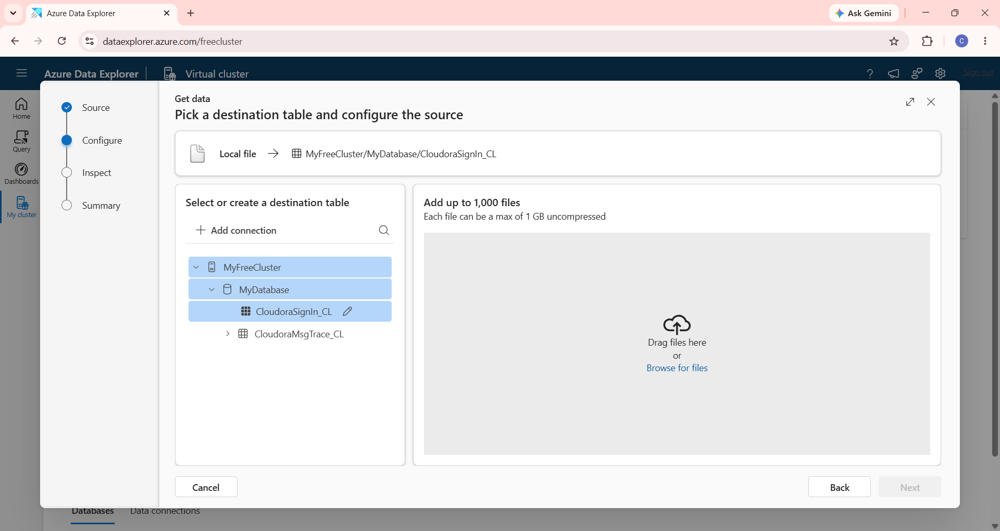 Azure Data Explorer
Ask Gemini
dataexplorer.azure.com/freecluster
C
Azure Data Explorer
Virtual cluster
Sign out
Home
Query
Dashboards
My cluster
Source
Configure
Inspect
Summary
Get data
Pick a destination table and configure the source
Local file
MyFreeCluster/MyDatabase/CloudoraSignIn_CL
Select or create a destination table
Add connection
MyFreeCluster
MyDatabase
CloudoraSignIn_CL
CloudoraMsgTrace_CL
Add up to 1,000 files
Each file can be a max of 1 GB uncompressed
Drag files here
or
Browse for files
Cancel
Back
Next
Databases
Data connections